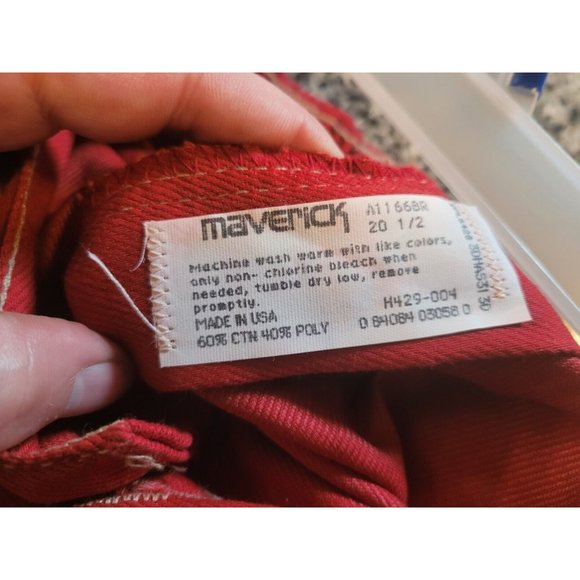 maverick A11668R
20 1/2
Machine wash warm with like colors,
only non- chlorine bleach when
needed, tumble dry low, remove
promptly. H429-004
MADE IN USA
60% CTN 40% POLY 0 84084 03058 0